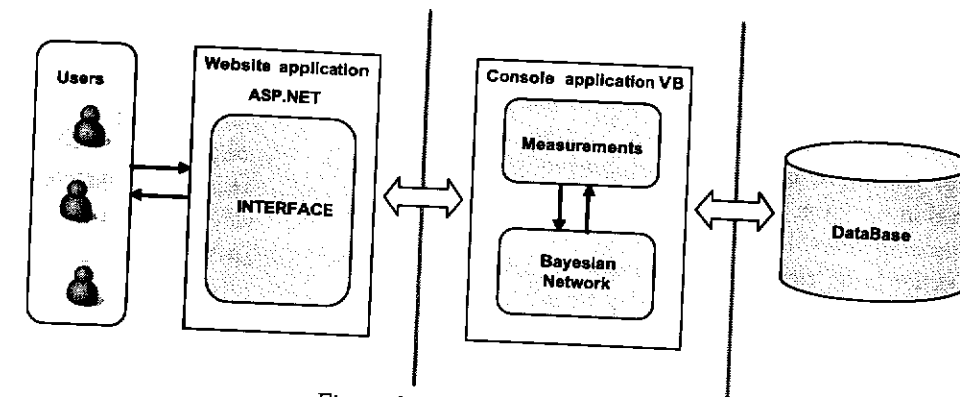 Users
Website application
ASP.NET
INTERFACE
Console application VB
Measurements
Bayesian
Network
DataBase